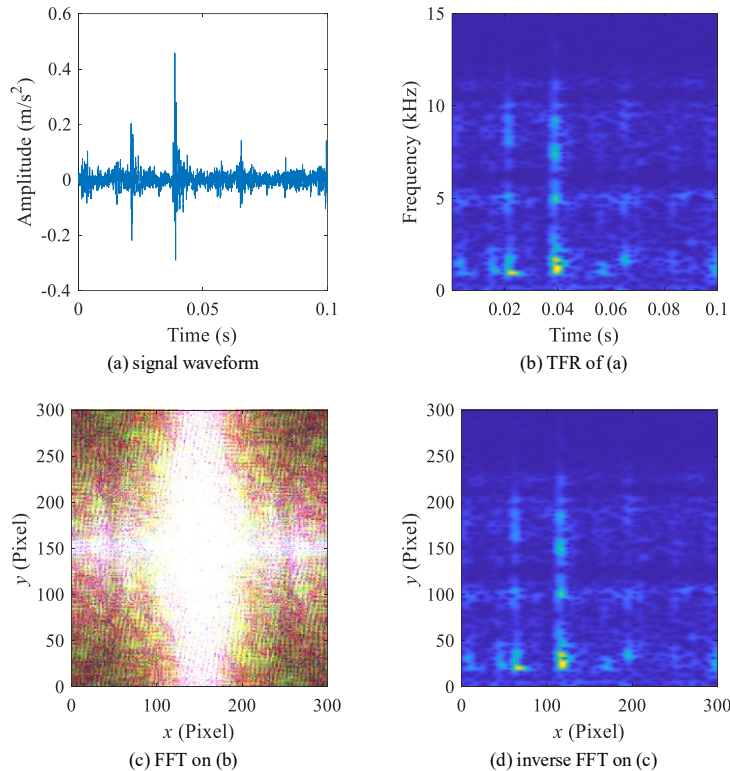 0.6
0.4
0.2
0
-0.2
-0.4
Amplitude (m/s²)
0 0.05 0.1
Time (s)
(a) signal waveform
15
10
5
0
Frequency (kHz)
0.02 0.04 0.06 0.08 0.1
Time (s)
(b) TFR of (a)
300
250
200
150
100
50
0
y (Pixel)
0 100 200 300
x (Pixel)
(c) FFT on (b)
300
250
200
150
100
50
0
y (Pixel)
0 100 200 300
x (Pixel)
(d) inverse FFT on (c)